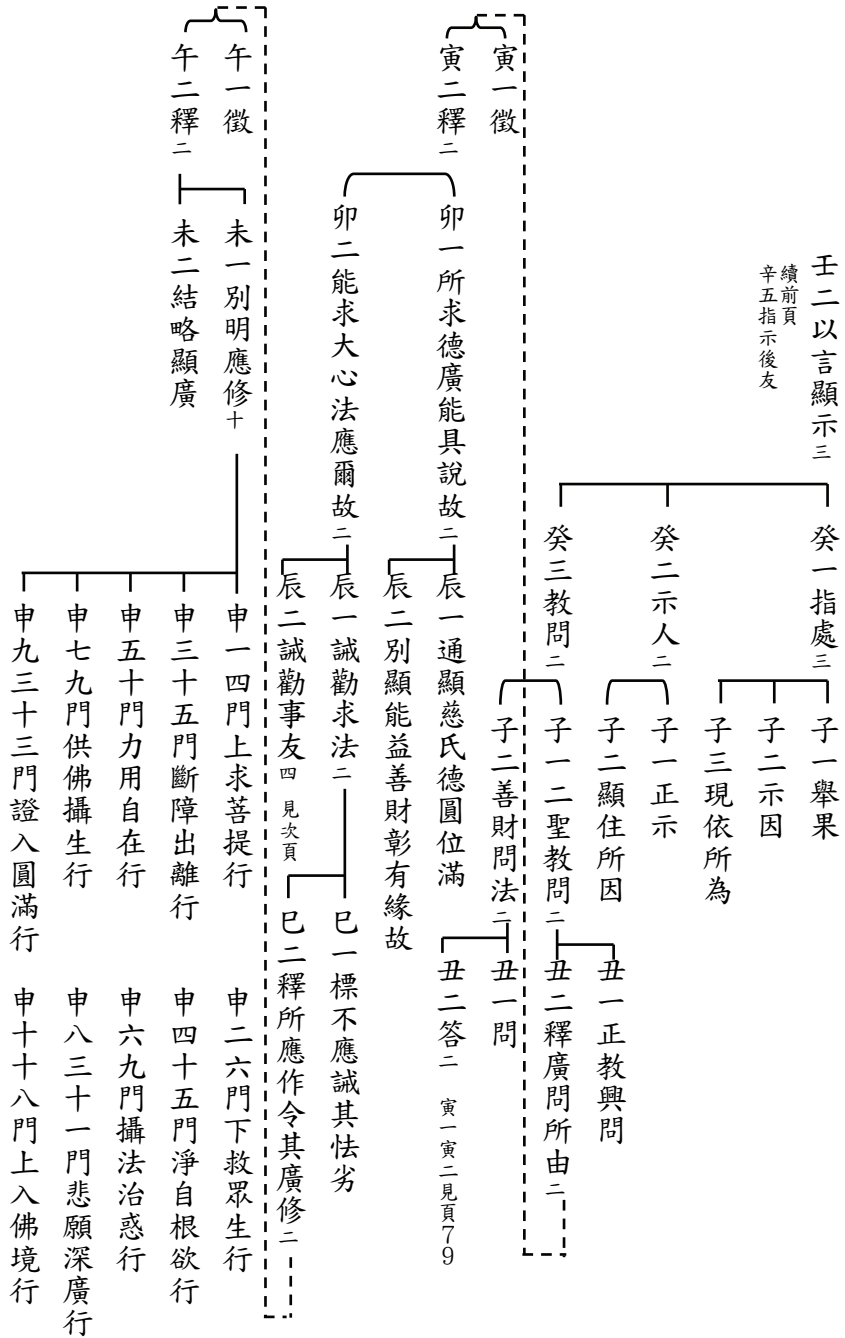 壬二以言顯示三
續前頁
辛五指示後友
癸一指處三
癸二示人二
癸三教問二
子一舉果
子二示因
子三現依所為
子一正示
子二顯住所因
子一二聖教問二
子二善財問法二
丑一正教興問
丑二釋廣問所由二
丑一問
丑二答二 寅一寅二見頁79
寅一徵
寅二釋二
卯一所求德廣能具說故二
卯二能求大心法應爾故二
辰一通顯慈氏德圓位滿
辰二別顯能益善財彰有緣故
辰一誡勸求法二
辰二誡勸事友四 見次頁
巳一標不應誡其怯劣
巳二釋所應作令其廣修二
午一徵
午二釋二
未一別明應修十
未二結略顯廣
申一四門上求菩提行
申二六門下救眾生行
申三十五門斷障出離行
申四十五門淨自根欲行
申五十門力用自在行
申六九門攝法治惑行
申七九門供佛攝生行
申八三十一門悲願深廣行
申九三十三門證入圓滿行
申十十八門上入佛境行